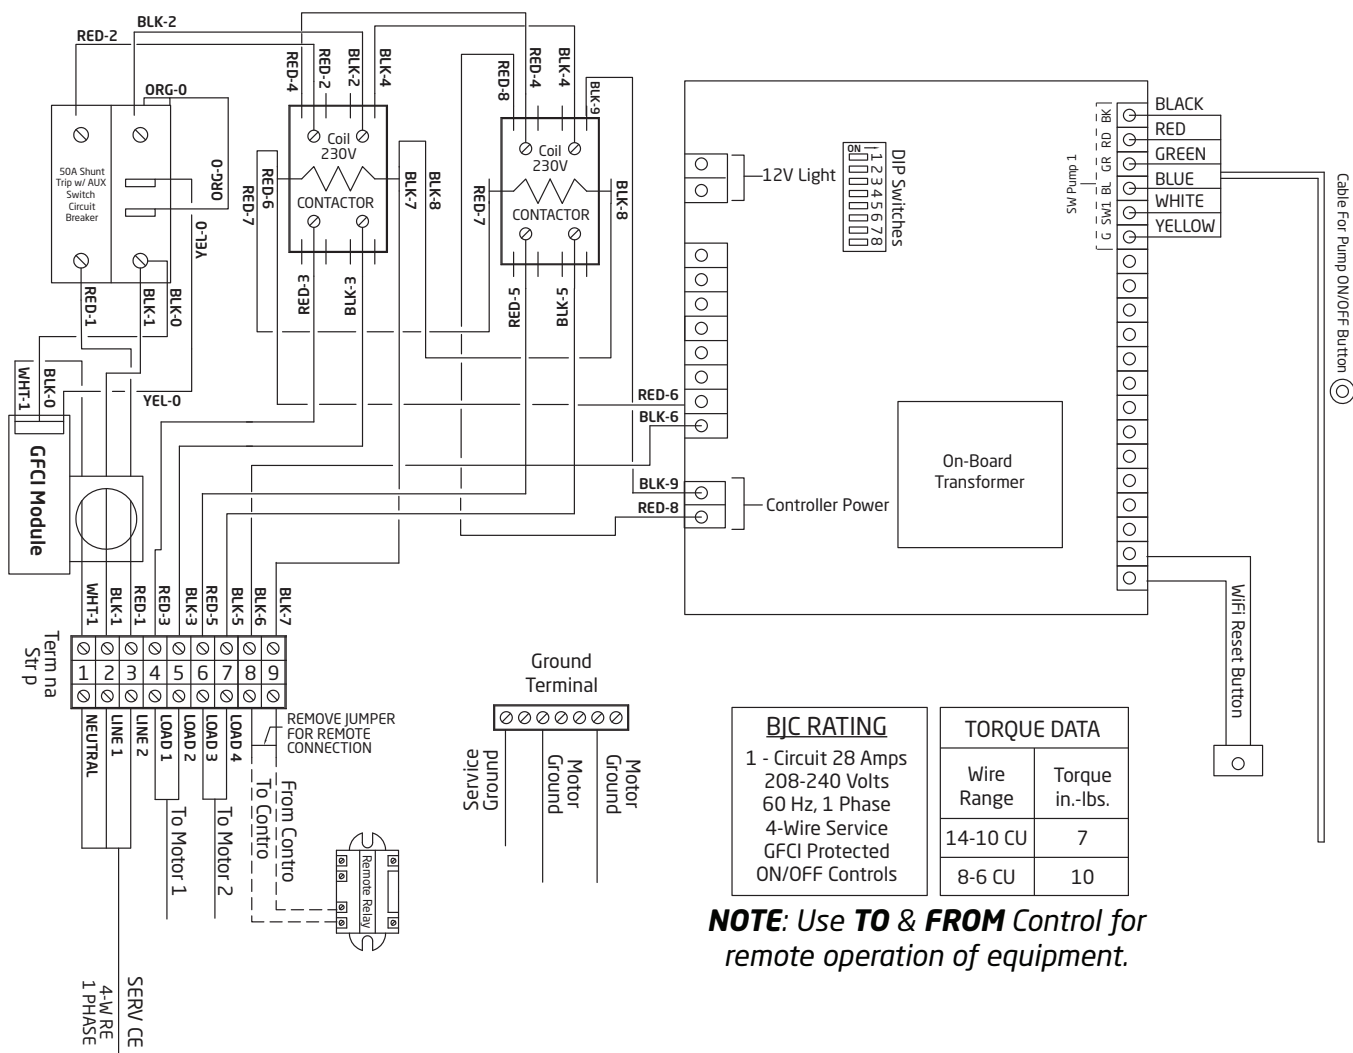 BLK-2
RED-2
ORG-0
ORG-0
YEL-0
50A Shunt
Trip w/ AUX
Switch
Circuit
Breaker
RED-1
BLK-1
BLK-0
WHT-1
BLK-0
YEL-0
GFCI Module
RED-4
RED-2
BLK-2
BLK-4
Coil
230V
CONTACTOR
RED-7
RED-6
BLK-7
BLK-8
RED-3
BLK-3
RED-8
RED-4
BLK-4
BLK-9
Coil
230V
CONTACTOR
RED-7
BLK-8
RED-5
BLK-5
RED-6
BLK-6
BLK-9
RED-8
12V Light
ON
1 2 3 4 5 6 7 8
DIP Switches
Controller Power
On-Board
Transformer
SW Pump 1
BK
RD
GR
BL
SW1
G
BLACK
RED
GREEN
BLUE
WHITE
YELLOW
Cable For Pump ON/OFF Button
WiFi Reset Button
WHT-1
BLK-1
RED-1
RED-3
BLK-3
RED-5
BLK-5
BLK-6
BLK-7
Term na
Str p
1 2 3 4 5 6 7 8 9
NEUTRAL
LINE 1
LINE 2
LOAD 1
LOAD 2
LOAD 3
LOAD 4
REMOVE JUMPER
FOR REMOTE
CONNECTION
To Motor 1
To Motor 2
To Contro
From Contro
Remote Relay
SERV CE
4-W RE
1 PHASE
Ground
Terminal
Service
Ground
Motor
Ground
Motor
Ground
BJC RATING
1 - Circuit 28 Amps
208-240 Volts
60 Hz, 1 Phase
4-Wire Service
GFCI Protected
ON/OFF Controls
TORQUE DATA
Wire
Range
Torque
in.-lbs.
14-10 CU
7
8-6 CU
10
NOTE: Use TO & FROM Control for
remote operation of equipment.